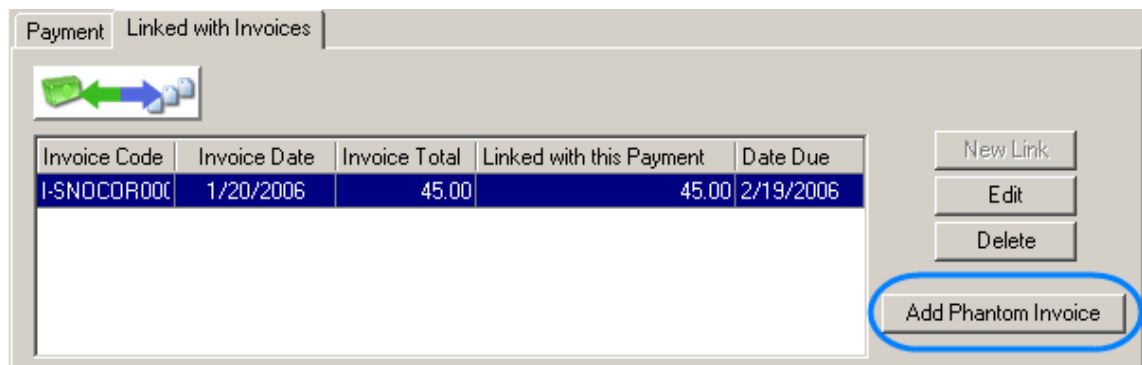 Payment Linked with Invoices
Invoice Code Invoice Date Invoice Total Linked with this Payment Date Due
I-SNOCOR000 1/20/2006 45.00 45.00 2/19/2006
New Link
Edit
Delete
Add Phantom Invoice